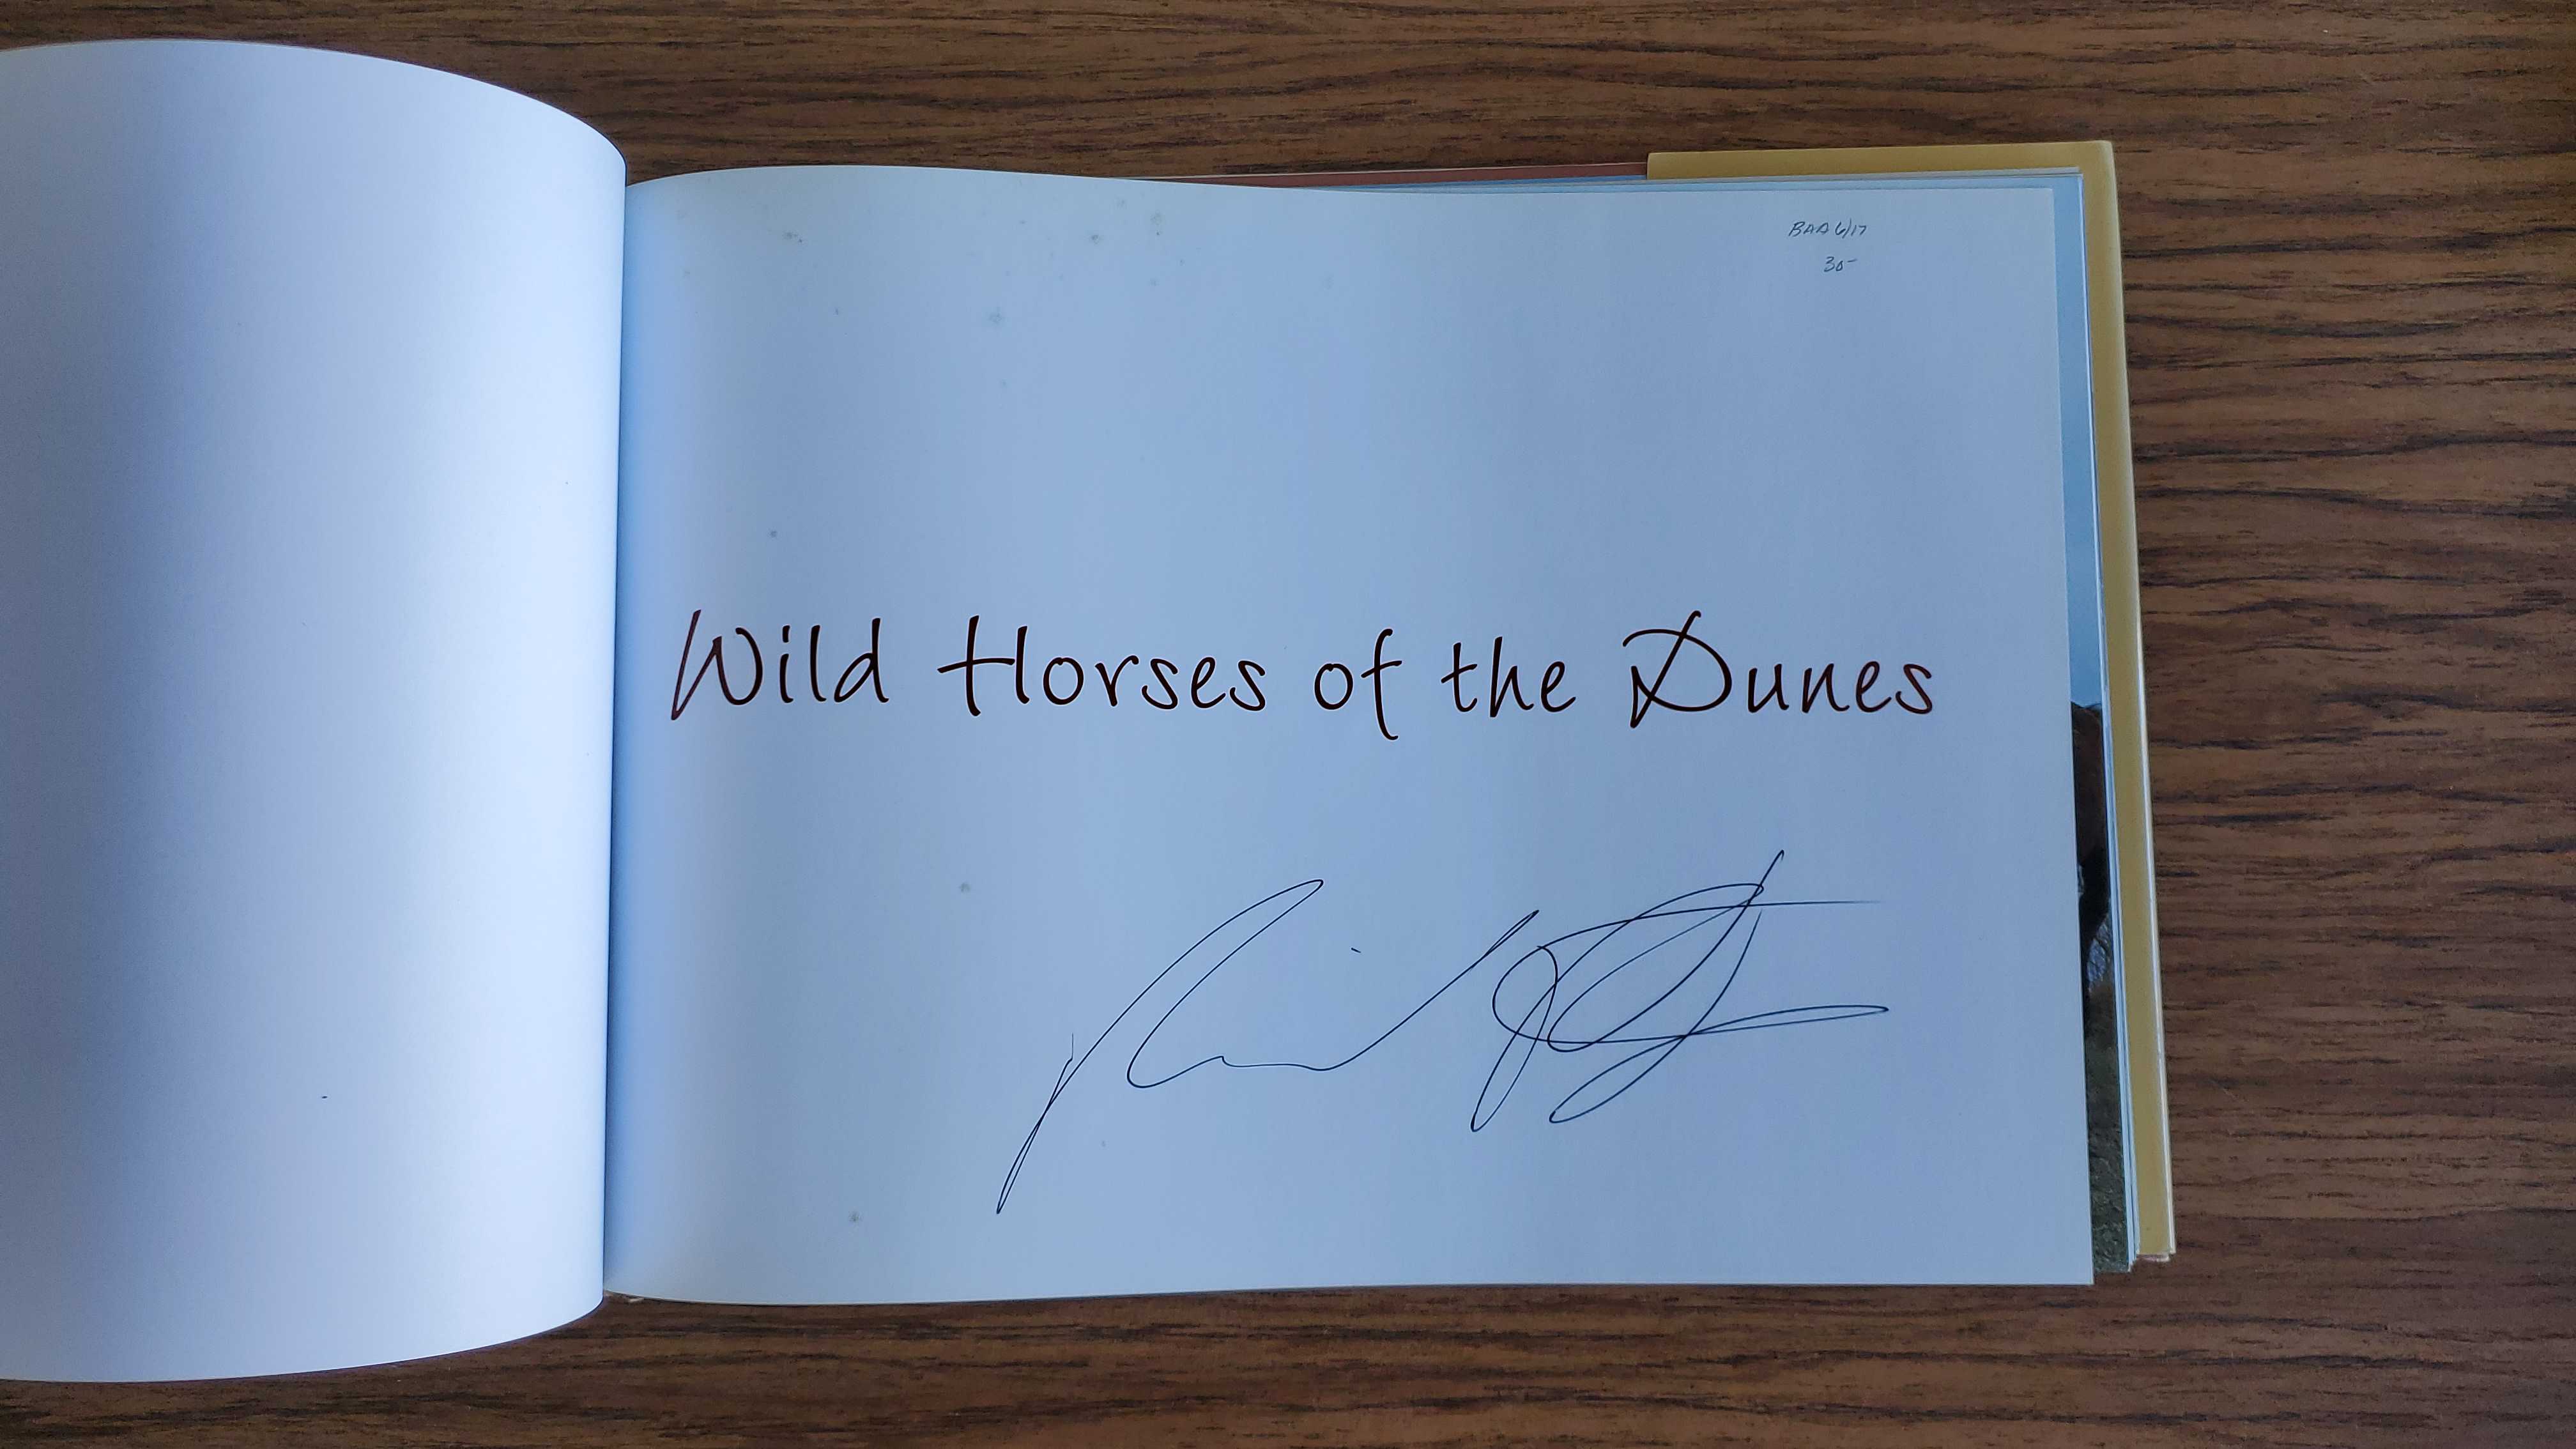 BAA 6/17
30-
Wild Horses of the Dunes